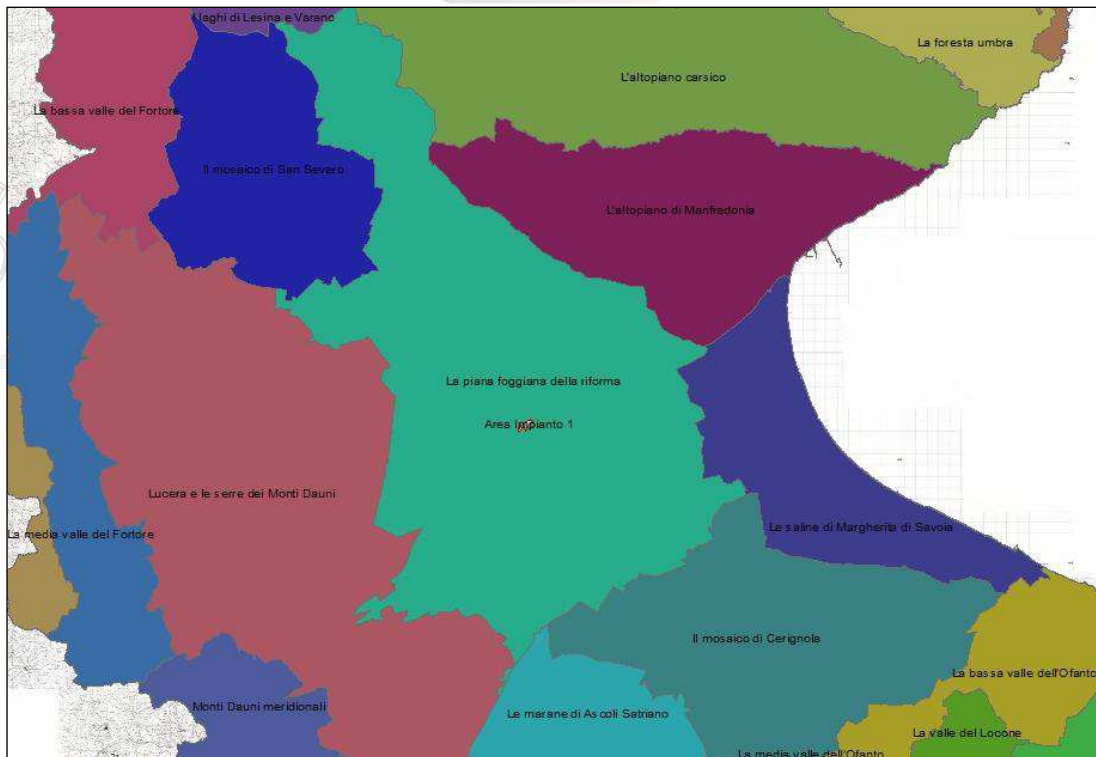 I laghi di Lesina e Varano
La foresta umbra
L'altopiano carsico
La bassa valle del Fortore
Il mosaico di San Severo
L'altopiano di Manfredonia
La piana foggiana della riforma
Area Impianto 1
Lucera e le serre dei Monti Dauni
Le saline di Margherita di Savoia
La media valle del Fortore
Il mosaico di Cerignola
La bassa valle dell'Ofanto
Monti Dauni meridionali
Le marane di Ascoli Satriano
La valle del Locone
La media valle dell'Ofanto